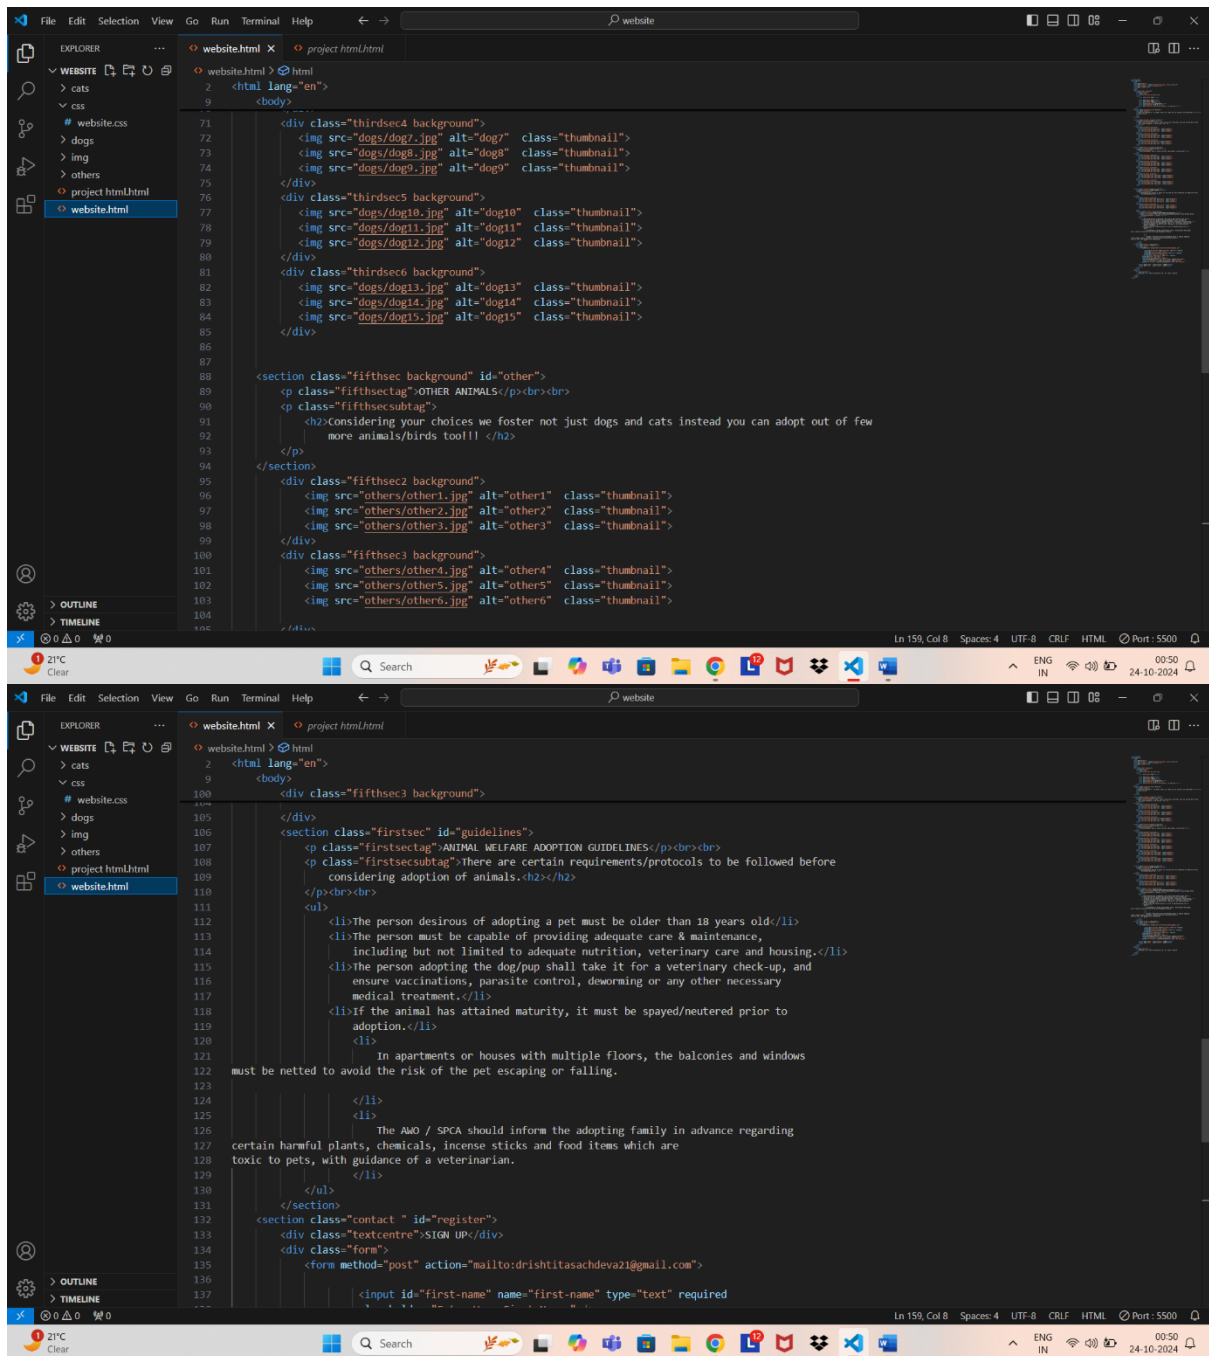 File Edit Selection View Go Run Terminal Help
website
EXPLORER
website.html
project html.html
WEBSITE
cats
css
website.css
dogs
img
others
project html.html
website.html
OUTLINE
TIMELINE
website.html > html
2 <html lang="en">
9 <body>
71 <div class="thirdsec4 background">
72 <img src="dogs/dog7.jpg" alt="dog7" class="thumbnail">
73 <img src="dogs/dog8.jpg" alt="dog8" class="thumbnail">
74 <img src="dogs/dog9.jpg" alt="dog9" class="thumbnail">
75 </div>
76 <div class="thirdsec5 background">
77 <img src="dogs/dog10.jpg" alt="dog10" class="thumbnail">
78 <img src="dogs/dog11.jpg" alt="dog11" class="thumbnail">
79 <img src="dogs/dog12.jpg" alt="dog12" class="thumbnail">
80 </div>
81 <div class="thirdsec6 background">
82 <img src="dogs/dog13.jpg" alt="dog13" class="thumbnail">
83 <img src="dogs/dog14.jpg" alt="dog14" class="thumbnail">
84 <img src="dogs/dog15.jpg" alt="dog15" class="thumbnail">
85 </div>
86
87
88 <section class="fifthsec background" id="other">
89 <p class="fifthsectag">OTHER ANIMALS</p><br><br>
90 <p class="fifthsecsubtag">
91 <h2>Considering your choices we foster not just dogs and cats instead you can adopt out of few
92 more animals/birds too!!! </h2>
93 </p>
94 </section>
95 <div class="fifthsec2 background">
96 <img src="others/other1.jpg" alt="other1" class="thumbnail">
97 <img src="others/other2.jpg" alt="other2" class="thumbnail">
98 <img src="others/other3.jpg" alt="other3" class="thumbnail">
99 </div>
100 <div class="fifthsec3 background">
101 <img src="others/other4.jpg" alt="other4" class="thumbnail">
102 <img src="others/other5.jpg" alt="other5" class="thumbnail">
103 <img src="others/other6.jpg" alt="other6" class="thumbnail">
104
105 </div>
0 0 0
Ln 159, Col 8 Spaces: 4 UTF-8 CRLF HTML Port : 5500
1 21°C
Clear
Search
12
ENG
IN
00:50
24-10-2024
File Edit Selection View Go Run Terminal Help
website
EXPLORER
website.html
project html.html
WEBSITE
cats
css
website.css
dogs
img
others
project html.html
website.html
OUTLINE
TIMELINE
website.html > html
2 <html lang="en">
9 <body>
100 <div class="fifthsec3 background">
104
105 </div>
106 <section class="firstsec" id="guidelines">
107 <p class="firstsectag">ANIMAL WELFARE ADOPTION GUIDELINES</p><br><br>
108 <p class="firstsecsubtag">There are certain requirements/protocols to be followed before
109 considering adoption of animals.<h2></h2>
110 </p><br><br>
111 <ul>
112 <li>The person desirous of adopting a pet must be older than 18 years old</li>
113 <li>The person must be capable of providing adequate care & maintenance,
114 including but not limited to adequate nutrition, veterinary care and housing.</li>
115 <li>The person adopting the dog/pup shall take it for a veterinary check-up, and
116 ensure vaccinations, parasite control, deworming or any other necessary
117 medical treatment.</li>
118 <li>If the animal has attained maturity, it must be spayed/neutered prior to
119 adoption.</li>
120 <li>
121 In apartments or houses with multiple floors, the balconies and windows
122 must be netted to avoid the risk of the pet escaping or falling.
123
124 </li>
125 <li>
126 The AWO / SPCA should inform the adopting family in advance regarding
127 certain harmful plants, chemicals, incense sticks and food items which are
128 toxic to pets, with guidance of a veterinarian.
129 </li>
130 </ul>
131 </section>
132 <section class="contact " id="register">
133 <div class="textcentre">SIGN UP</div>
134 <div class="form">
135 <form method="post" action="mailto:drishtitasachdeva21@gmail.com">
136
137 <input id="first-name" name="first-name" type="text" required
0 0 0
Ln 159, Col 8 Spaces: 4 UTF-8 CRLF HTML Port : 5500
1 21°C
Clear
Search
12
ENG
IN
00:50
24-10-2024